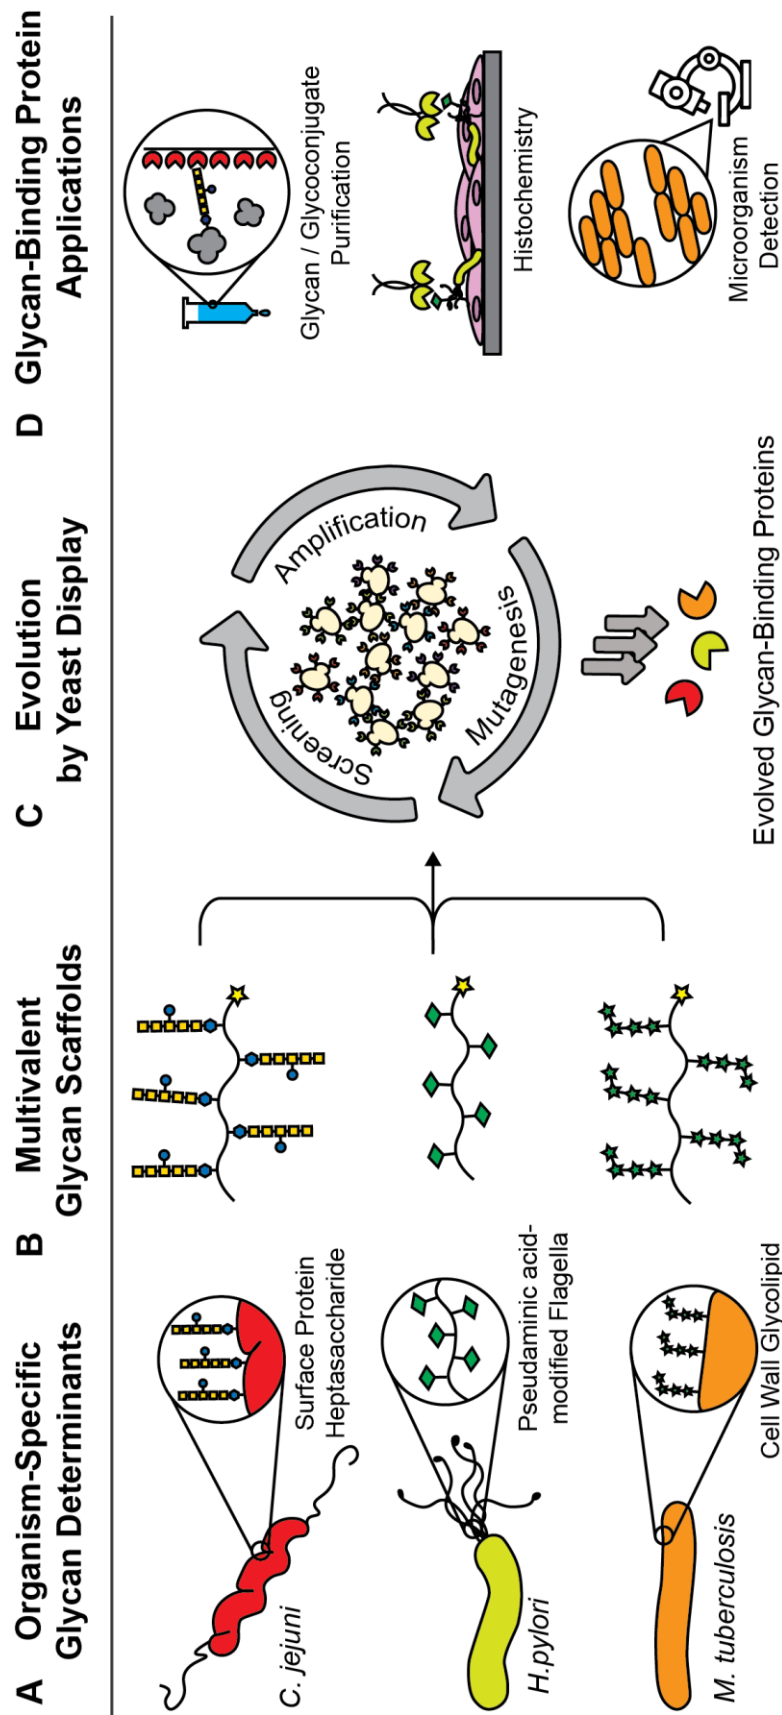 A Organism-Specific
Glycan Determinants
C. jejuni
Surface Protein
Heptasaccharide
H.pylori
Pseudaminic acid-
modified Flagella
M. tuberculosis
Cell Wall Glycolipid
B Multivalent
Glycan Scaffolds
C Evolution
by Yeast Display
Screening
Amplification
Mutagenesis
Evolved Glycan-Binding Proteins
D Glycan-Binding Protein
Applications
Glycan / Glycoconjugate
Purification
Histochemistry
Microorganism
Detection